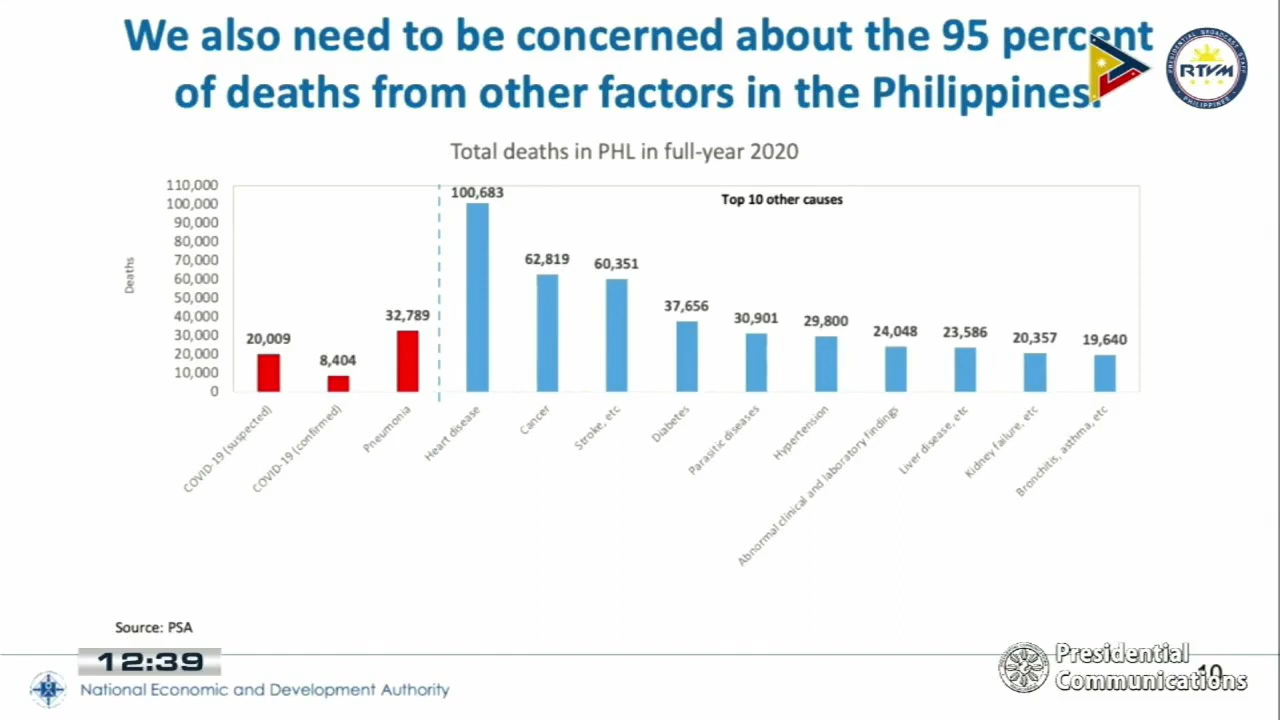 We also need to be concerned about the 95 percent
of deaths from other factors in the Philippines.
RTVM
Total deaths in PHL in full-year 2020
110,000
100,000
90,000
80,000
70,000
60,000
50,000
40,000
30,000
20,000
10,000
0
Deaths
Top 10 other causes
20,009
8,404
32,789
100,683
62,819
60,351
37,656
30,901
29,800
24,048
23,586
20,357
19,640
COVID-19 (suspected)
COVID-19 (confirmed)
Pneumonia
Heart disease
Cancer
Stroke, etc
Diabetes
Parasitic diseases
Hypertension
Abnormal clinical and laboratory findings
Liver disease, etc
Kidney failure, etc
Bronchitis, asthma, etc
Source: PSA
12:39
National Economic and Development Authority
Presidential
Communications